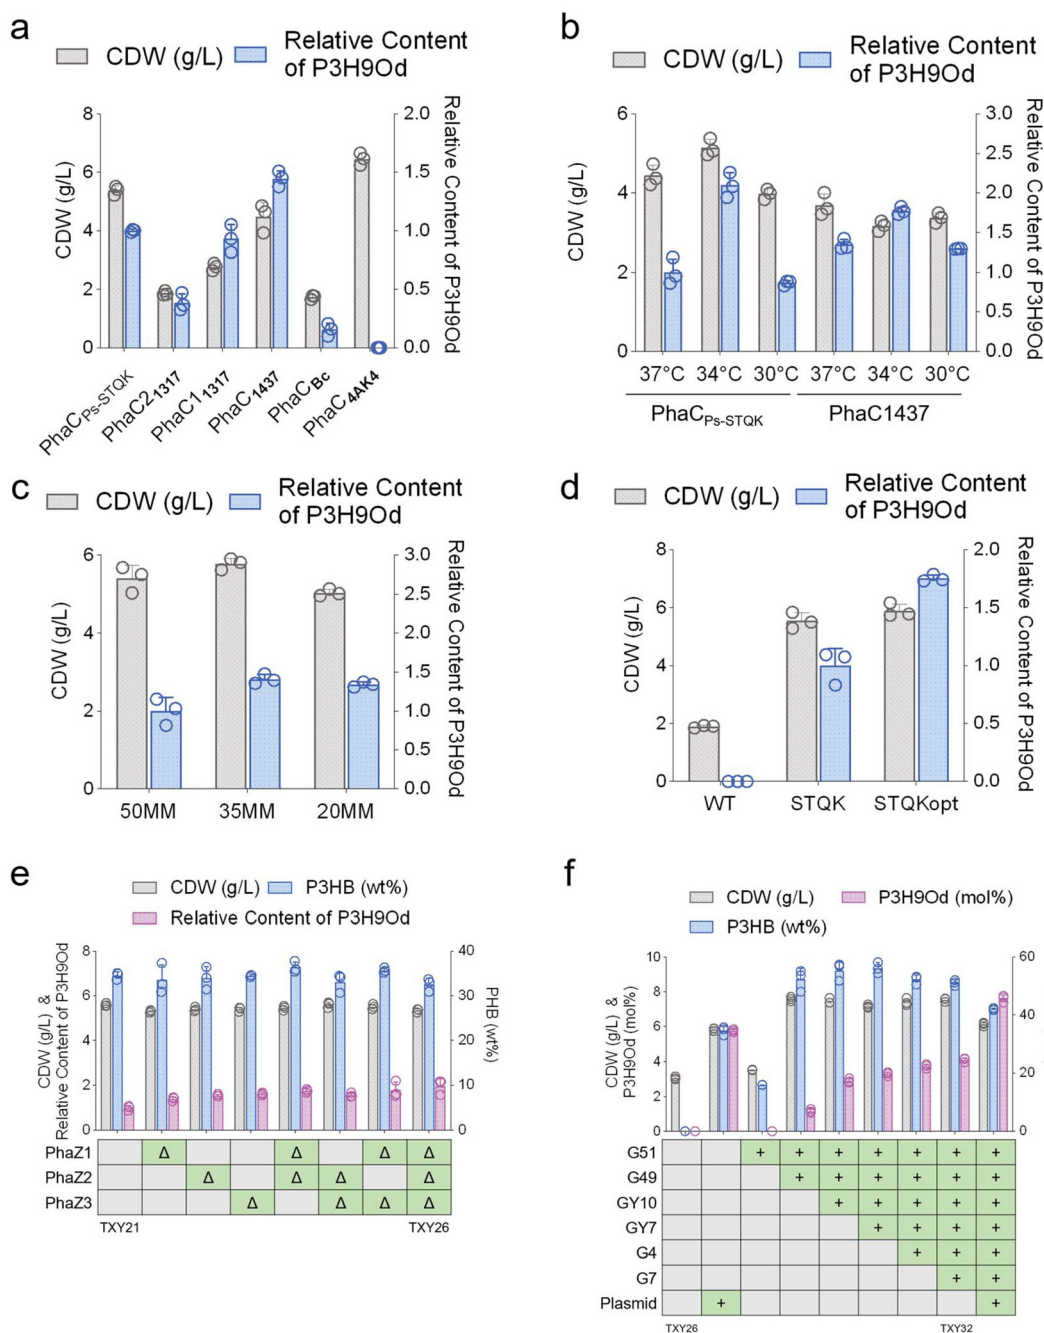 a
CDW (g/L)
Relative Content
of P3H9Od
8
6
4
2
0
CDW (g/L)
2.0
1.5
1.0
0.5
0.0
Relative Content of P3H9Od
PhaCPs-STQK
PhaC21317
PhaC11317
PhaC1437
PhaCBc
PhaC4AK4
b
CDW (g/L)
Relative Content
of P3H9Od
6
4
2
0
CDW (g/L)
3.0
2.5
2.0
1.5
1.0
0.5
0.0
Relative Content of P3H9Od
37°C 34°C 30°C 37°C 34°C 30°C
PhaCPs-STQK
PhaC1437
c
CDW (g/L)
Relative Content
of P3H9Od
6
4
2
0
CDW (g/L)
3.0
2.5
2.0
1.5
1.0
0.5
0.0
Relative Content of P3H9Od
50MM 35MM 20MM
d
CDW (g/L)
Relative Content
of P3H9Od
8
6
4
2
0
CDW (g/L)
2.0
1.5
1.0
0.5
0.0
Relative Content of P3H9Od
WT STQK STQKopt
e
CDW (g/L) P3HB (wt%)
Relative Content of P3H9Od
8
6
4
2
0
CDW (g/L) &
Relative Content of P3H9Od
40
30
20
10
0
PHB (wt%)
PhaZ1 Δ Δ Δ Δ
PhaZ2 Δ Δ Δ Δ
PhaZ3 Δ Δ Δ Δ
TXY21 TXY26
f
CDW (g/L) P3H9Od (mol%)
P3HB (wt%)
10
8
6
4
2
0
CDW (g/L) &
P3H9Od (mol%)
60
40
20
0
G51 + + + + + + +
G49 + + + + + +
GY10 + + + + +
GY7 + + + +
G4 + + +
G7 + +
Plasmid + +
TXY26 TXY32